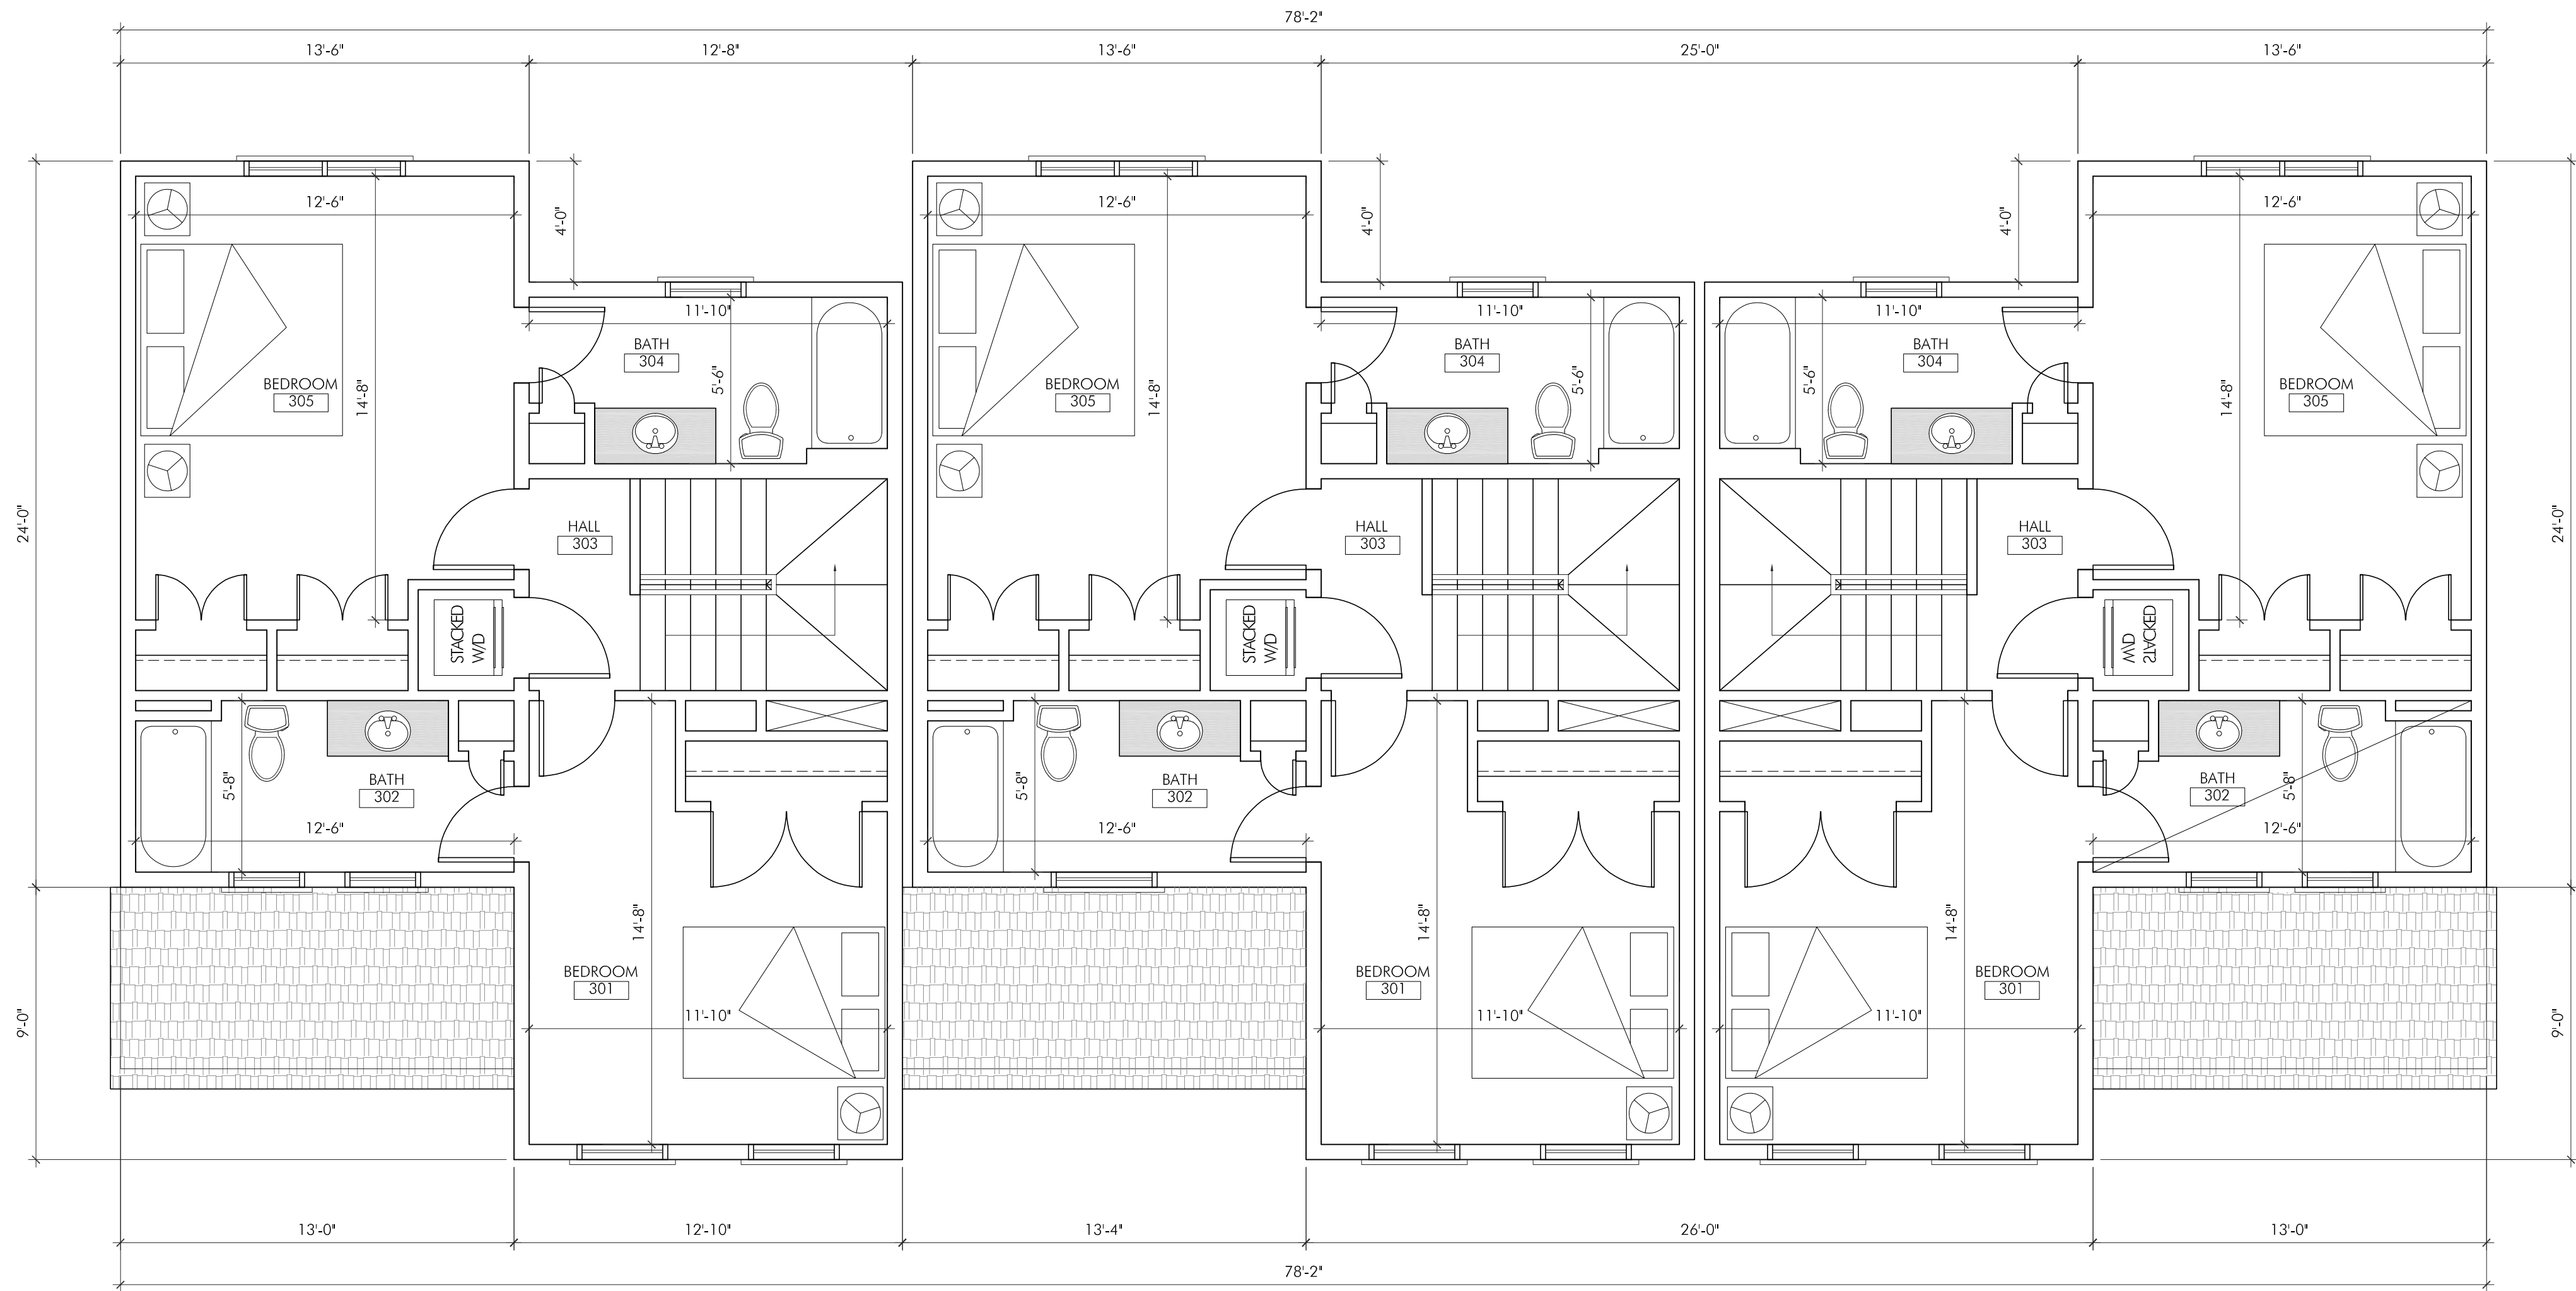 78'-2"
13'-6"
12'-8"
13'-6"
25'-0"
13'-6"
12'-6"
4'-0"
12'-6"
4'-0"
4'-0"
12'-6"
11'-10"
11'-10"
11'-10"
BATH
304
BATH
304
BATH
304
5'-6"
5'-6"
5'-6"
BEDROOM
305
14'-8"
BEDROOM
305
14'-8"
14'-8"
BEDROOM
305
24'-0"
HALL
303
HALL
303
HALL
303
24'-0"
STACKED
W/D
STACKED
W/D
STACKED
W/D
5'-8"
BATH
302
5'-8"
BATH
302
BATH
302
5'-8"
12'-6"
12'-6"
12'-6"
14'-8"
14'-8"
14'-8"
BEDROOM
301
BEDROOM
301
BEDROOM
301
9'-0"
11'-10"
11'-10"
11'-10"
9'-0"
13'-0"
12'-10"
13'-4"
26'-0"
13'-0"
78'-2"